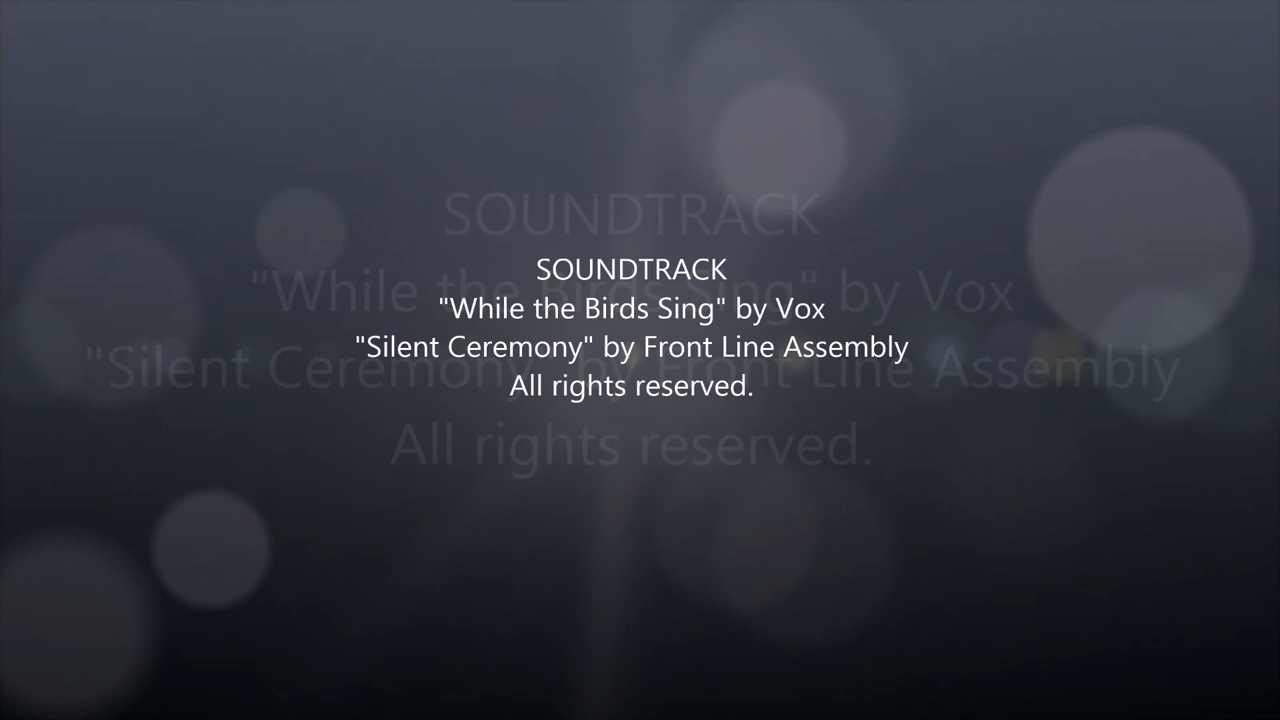 SOUNDTRACK
"While the Birds Sing" by Vox
"Silent Ceremony" by Front Line Assembly
All rights reserved.